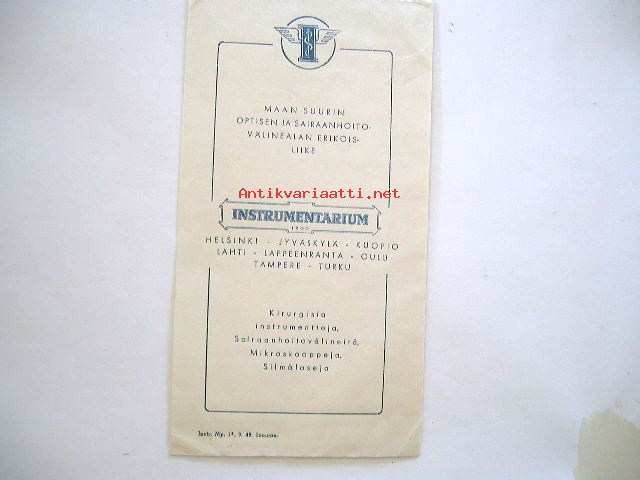 MAAN SUURIN
OPTISEN JA SAIRAANHOITO-
VÄLINEALAN ERIKOIS-
LIIKE
Antikvariaatti.net
INSTRUMENTARIUM
1900
HELSINKI - JYVÄSKYLÄ - KUOPIO
LAHTI - LAPPEENRANTA - OULU
TAMPERE - TURKU
Kirurgisia
instrumentteja,
Sairaanhoitovälineitä,
Mikroskooppeja,
Silmälaseja